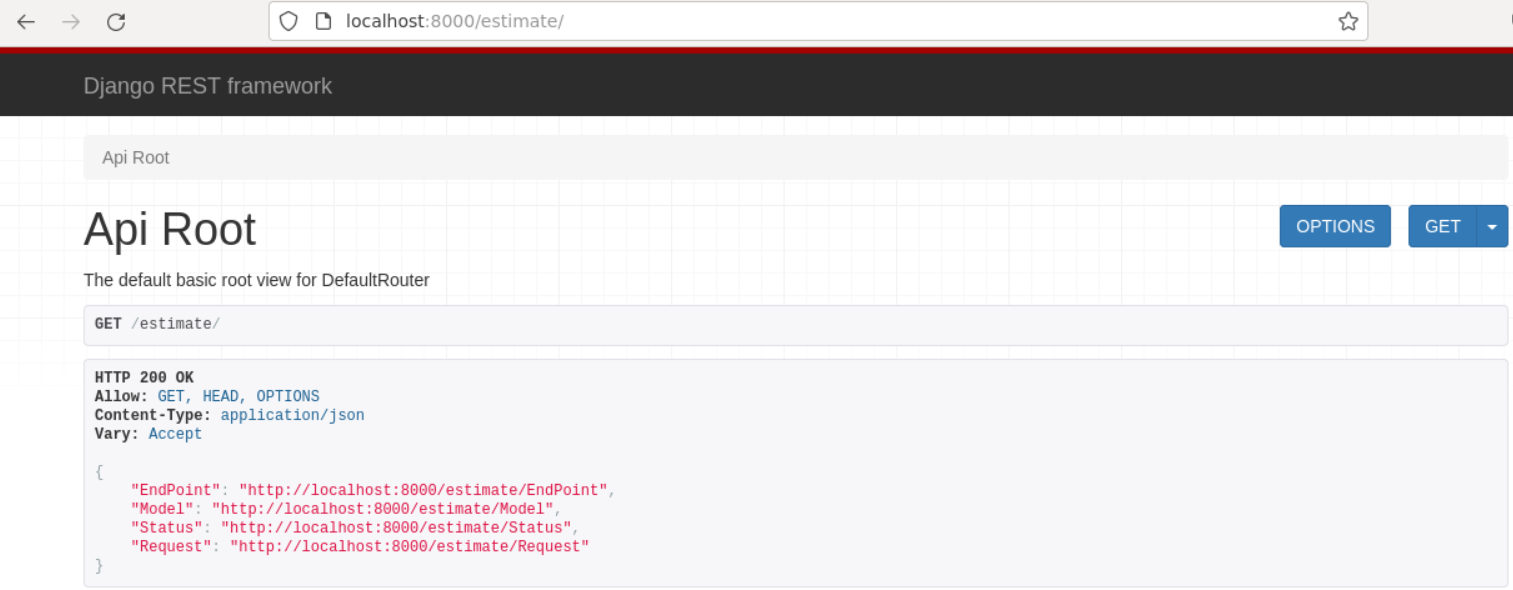 localhost:8000/estimate/
Django REST framework
Api Root
Api Root
OPTIONS
GET
The default basic root view for DefaultRouter
GET /estimate/
HTTP 200 OK
Allow: GET, HEAD, OPTIONS
Content-Type: application/json
Vary: Accept
{
    "EndPoint": "http://localhost:8000/estimate/EndPoint",
    "Model": "http://localhost:8000/estimate/Model",
    "Status": "http://localhost:8000/estimate/Status",
    "Request": "http://localhost:8000/estimate/Request"
}